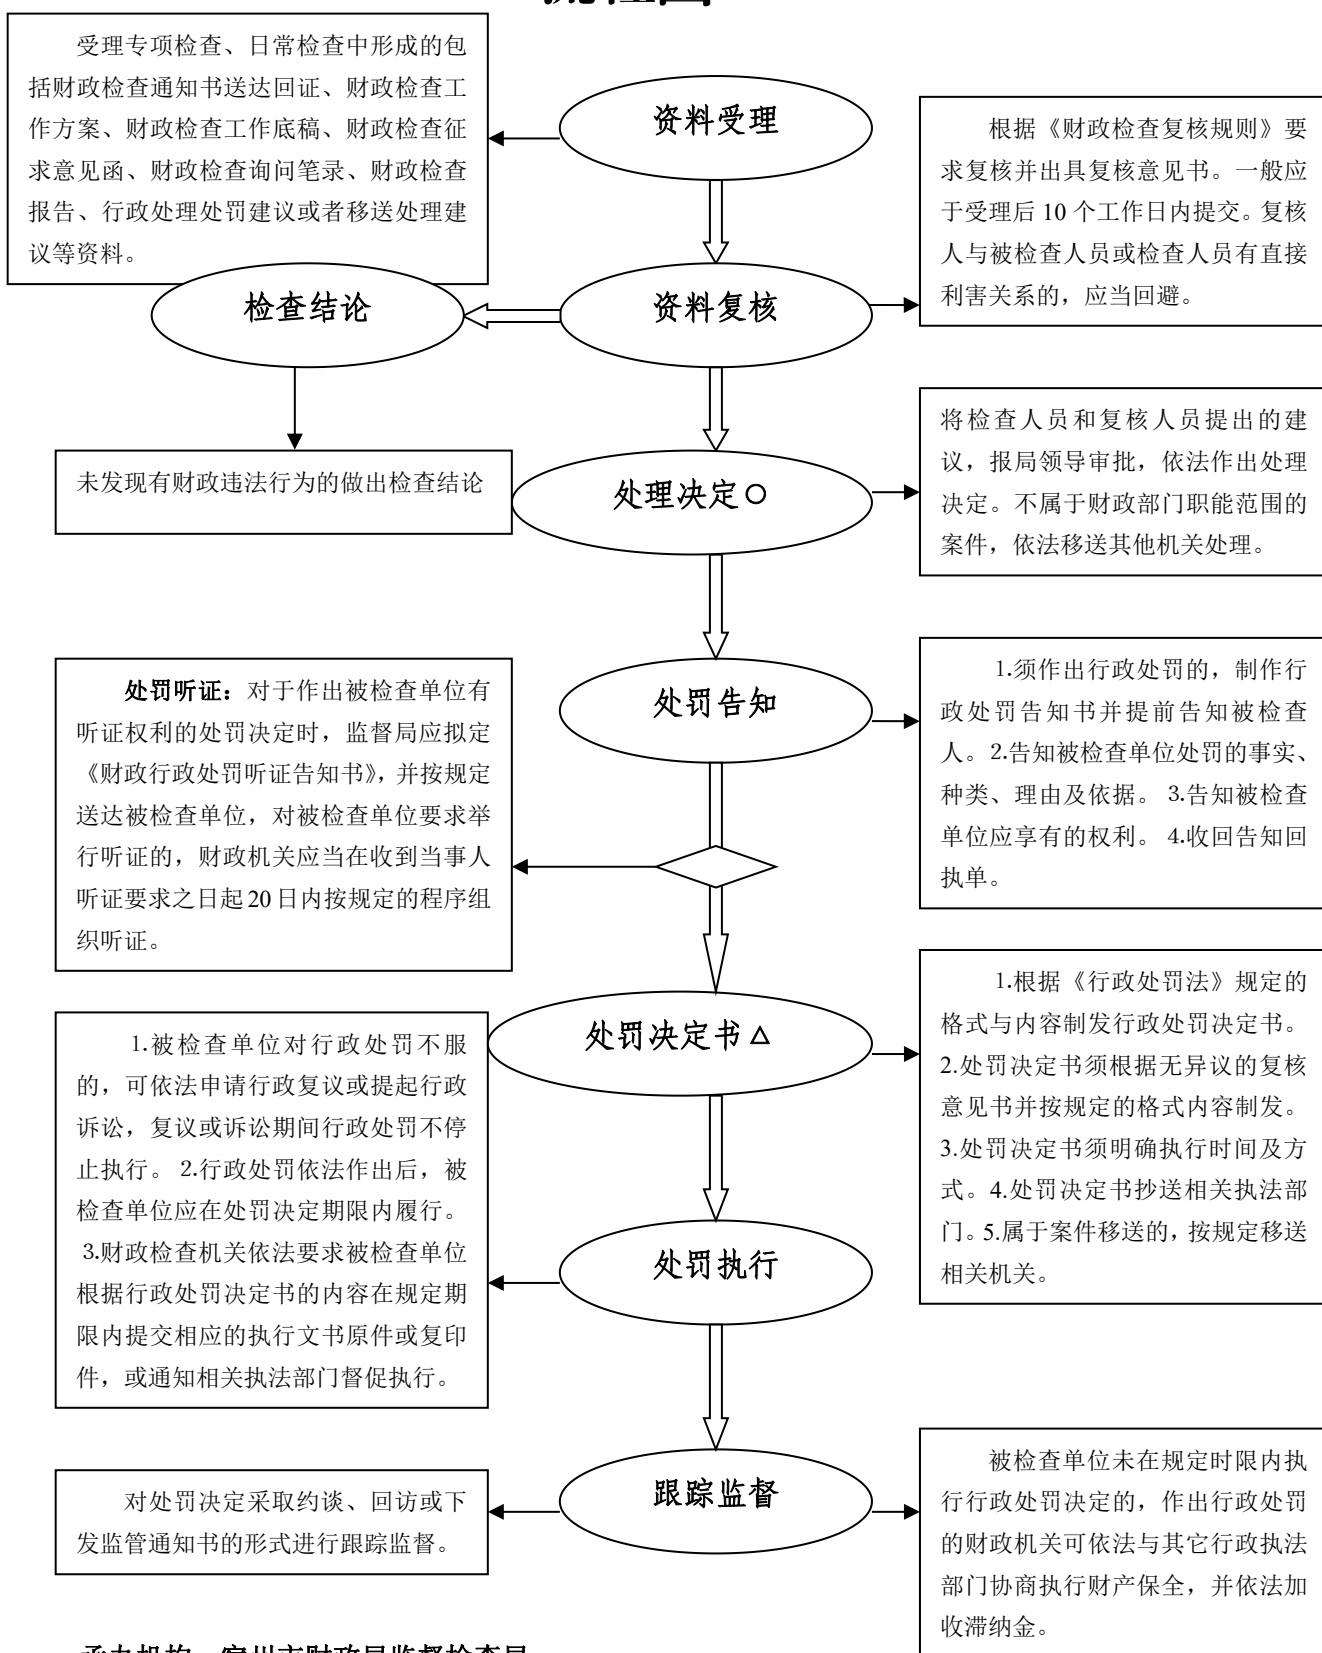 流程图
受理专项检查、日常检查中形成的包
括财政检查通知书送达回证、财政检查工
作方案、财政检查工作底稿、财政检查征
求意见函、财政检查询问笔录、财政检查
报告、行政处理处罚建议或者移送处理建
议等资料。
资料受理
根据《财政检查复核规则》要
求复核并出具复核意见书。一般应
于受理后 10 个工作日内提交。复核
人与被检查人员或检查人员有直接
利害关系的，应当回避。
检查结论
资料复核
将检查人员和复核人员提出的建
议，报局领导审批，依法作出处理
决定。不属于财政部门职能范围的
案件，依法移送其他机关处理。
未发现有财政违法行为的做出检查结论
处理决定○
处罚听证：对于作出被检查单位有
听证权利的处罚决定时，监督局应拟定
《财政行政处罚听证告知书》，并按规定
送达被检查单位，对被检查单位要求举
行听证的，财政机关应当在收到当事人
听证要求之日起 20 日内按规定的程序组
织听证。
处罚告知
1.须作出行政处罚的，制作行
政处罚告知书并提前告知被检查
人。2.告知被检查单位处罚的事实、
种类、理由及依据。 3.告知被检查
单位应享有的权利。 4.收回告知回
执单。
1.被检查单位对行政处罚不服
的，可依法申请行政复议或提起行政
诉讼，复议或诉讼期间行政处罚不停
止执行。 2.行政处罚依法作出后，被
检查单位应在处罚决定期限内履行。
3.财政检查机关依法要求被检查单位
根据行政处罚决定书的内容在规定期
限内提交相应的执行文书原件或复印
件，或通知相关执法部门督促执行。
处罚决定书△
1.根据《行政处罚法》规定的
格式与内容制发行政处罚决定书。
2.处罚决定书须根据无异议的复核
意见书并按规定的格式内容制发。
3.处罚决定书须明确执行时间及方
式。4.处罚决定书抄送相关执法部
门。5.属于案件移送的，按规定移送
相关机关。
处罚执行
对处罚决定采取约谈、回访或下
发监管通知书的形式进行跟踪监督。
跟踪监督
被检查单位未在规定时限内执
行行政处罚决定的，作出行政处罚
的财政机关可依法与其它行政执法
部门协商执行财产保全，并依法加
收滞纳金。
承办机构：宿州市财政局监督检查局